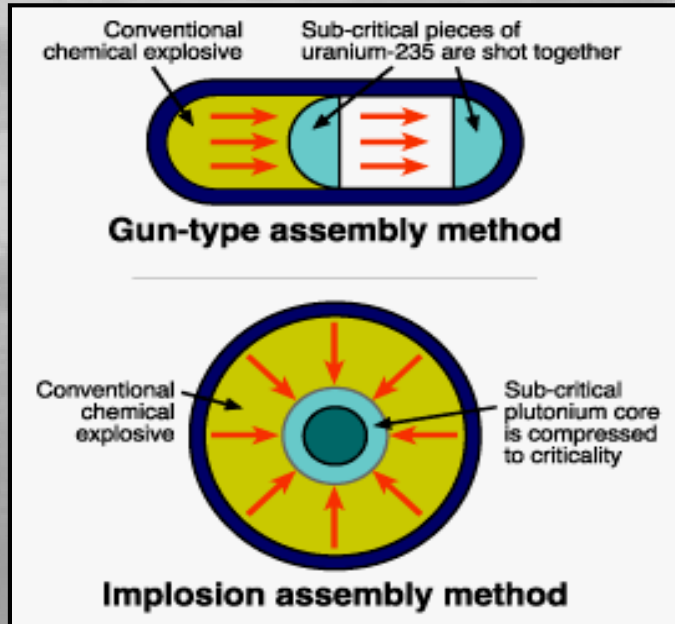 Conventional
chemical explosive
Sub-critical pieces of
uranium-235 are shot together
Gun-type assembly method
Conventional
chemical
explosive
Sub-critical
plutonium core
is compressed
to criticality
Implosion assembly method